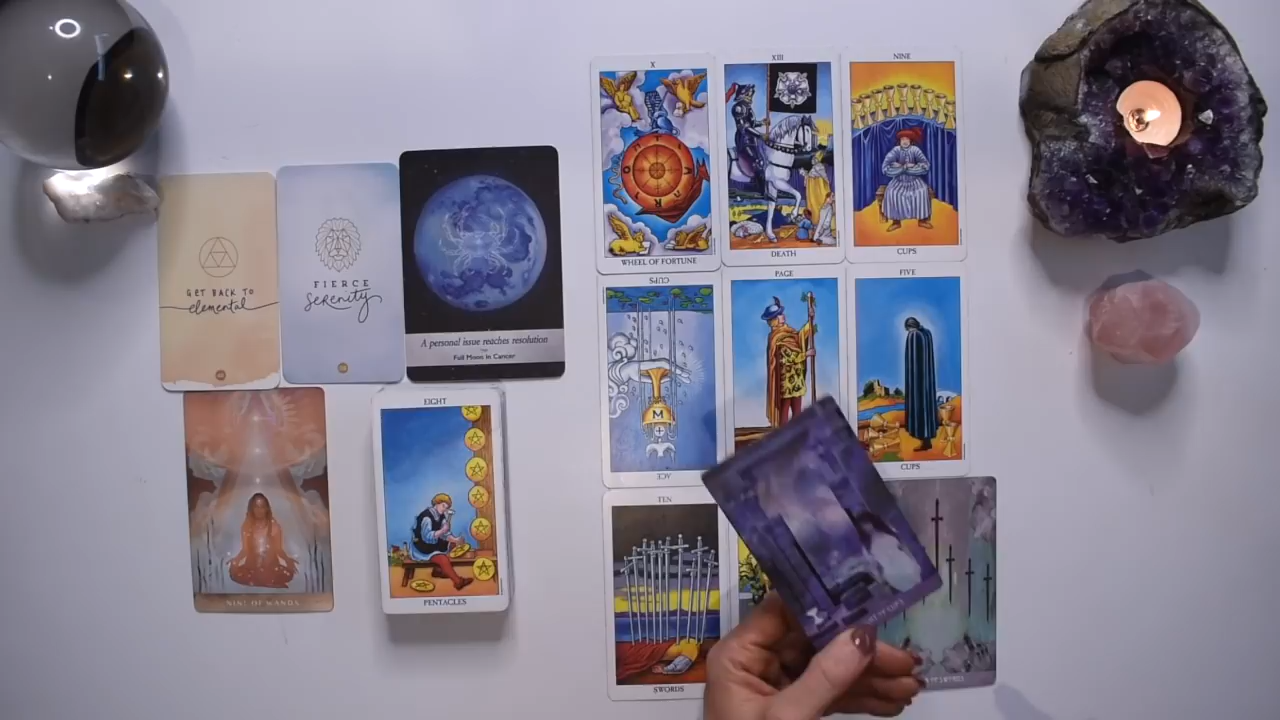 GET BACK TO
elemental
FIERCE
serenity
A personal issue reaches resolution
Full Moon in Cancer
NINE OF WANDS
EIGHT
PENTACLES
X
WHEEL OF FORTUNE
XIII
DEATH
NINE
CUPS
CUPS
ACE
PAGE
FIVE
CUPS
TEN
SWORDS